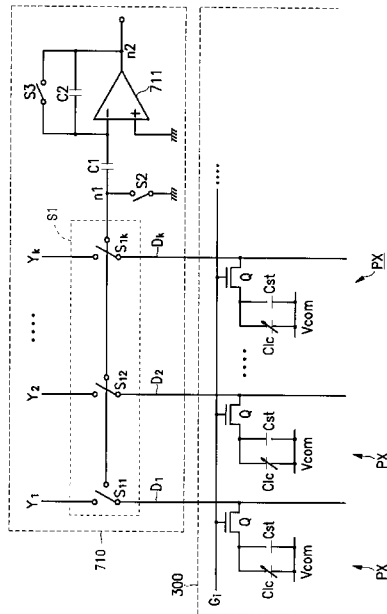 n2
S3
C2
711
C1
n1
S2
S1
Yk
S1k
Dk
....
Y2
S12
D2
Y1
S11
D1
710
300
Gi
....
Q
Clc
Cst
Vcom
PX
....
Q
Clc
Cst
Vcom
PX
Q
Clc
Cst
Vcom
PX